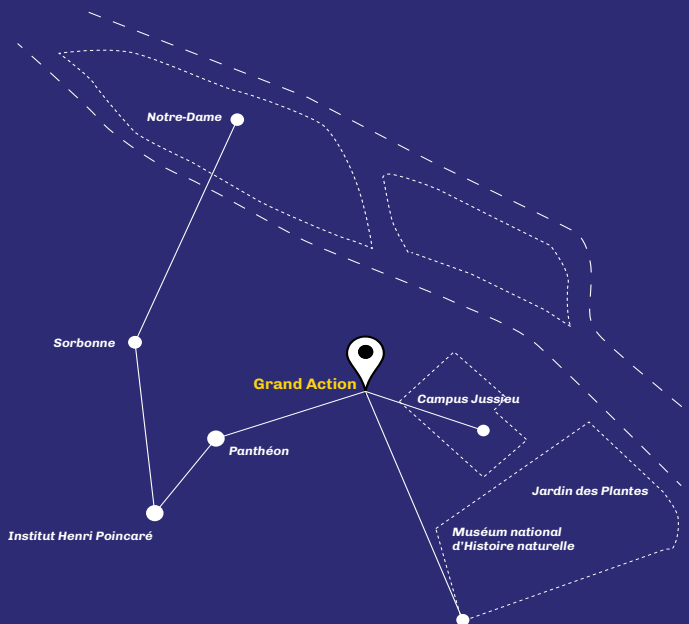 Notre-Dame
Sorbonne
Grand Action
Campus Jussieu
Panthéon
Jardin des Plantes
Institut Henri Poincaré
Muséum national
d'Histoire naturelle